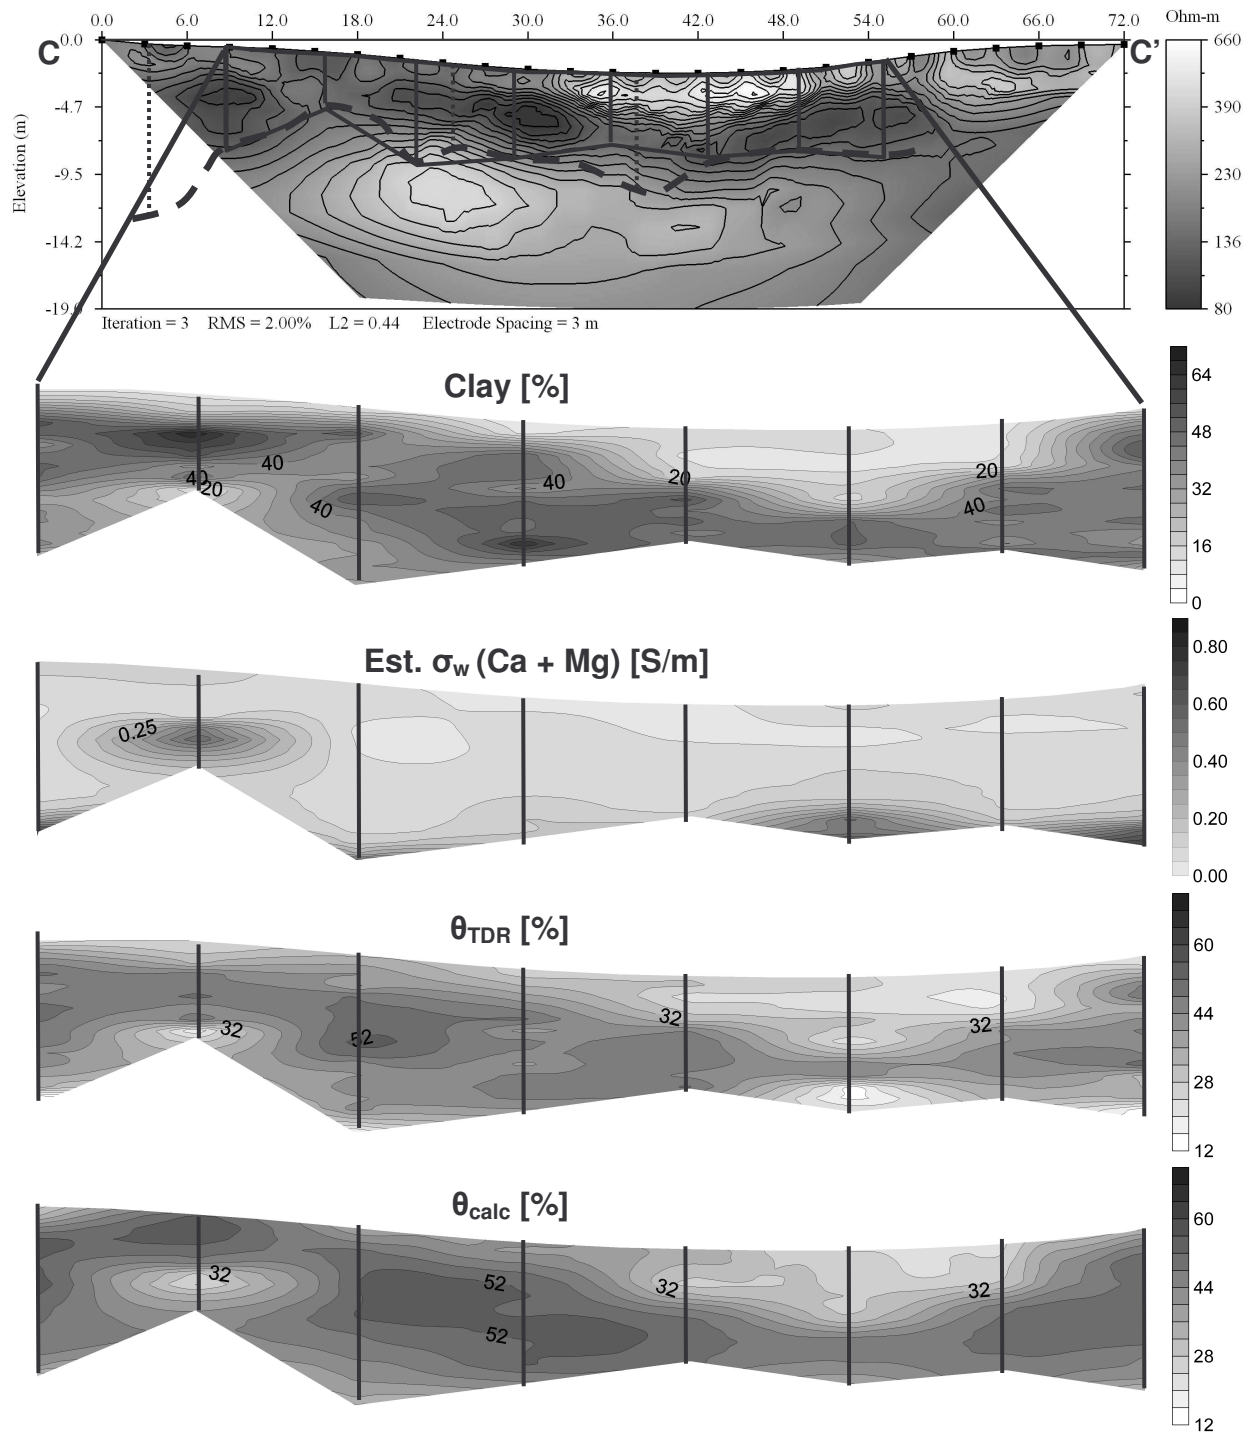 0.0 6.0 12.0 18.0 24.0 30.0 36.0 42.0 48.0 54.0 60.0 66.0 72.0 Ohm-m
C 0.0 C' 660
-4.7 390
Elevation (m)
-9.5 230
-14.2 136
-19.0 80
Iteration = 3 RMS = 2.00% L2 = 0.44 Electrode Spacing = 3 m
Clay [%]
64
48
40 40 20 20
40 20 40 40 32
16
0
Est. σw (Ca + Mg) [S/m]
0.80
0.60
0.25
0.40
0.20
0.00
θTDR [%]
60
32 52 32 32 44
28
12
θcalc [%]
60
32 52 32 32 44
52
28
12